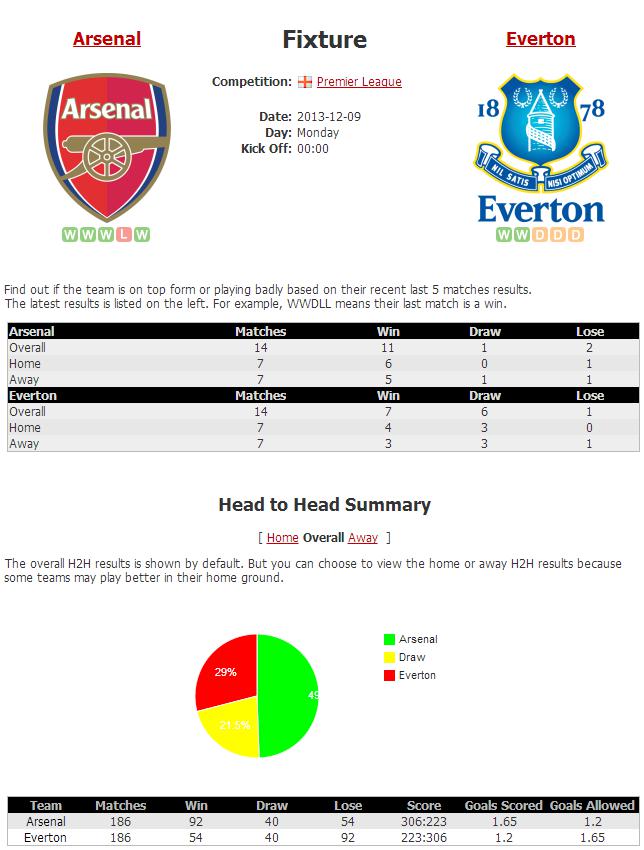 Arsenal Fixture Everton
Competition: Premier League
Arsenal
18 78
Date: 2013-12-09
Day: Monday
Kick Off: 00:00
NIL SATIS NISI OPTIMUM
Everton
W W W L W
W W D D D
Find out if the team is on top form or playing badly based on their recent last 5 matches results.
The latest results is listed on the left. For example, WWDLL means their last match is a win.
Arsenal Matches Win Draw Lose
Overall 14 11 1 2
Home 7 6 0 1
Away 7 5 1 1
Everton Matches Win Draw Lose
Overall 14 7 6 1
Home 7 4 3 0
Away 7 3 3 1
Head to Head Summary
[ Home Overall Away ]
The overall H2H results is shown by default. But you can choose to view the home or away H2H results because
some teams may play better in their home ground.
Arsenal
Draw
Everton
29%
49
21.5%
Team Matches Win Draw Lose Score Goals Scored Goals Allowed
Arsenal 186 92 40 54 306:223 1.65 1.2
Everton 186 54 40 92 223:306 1.2 1.65